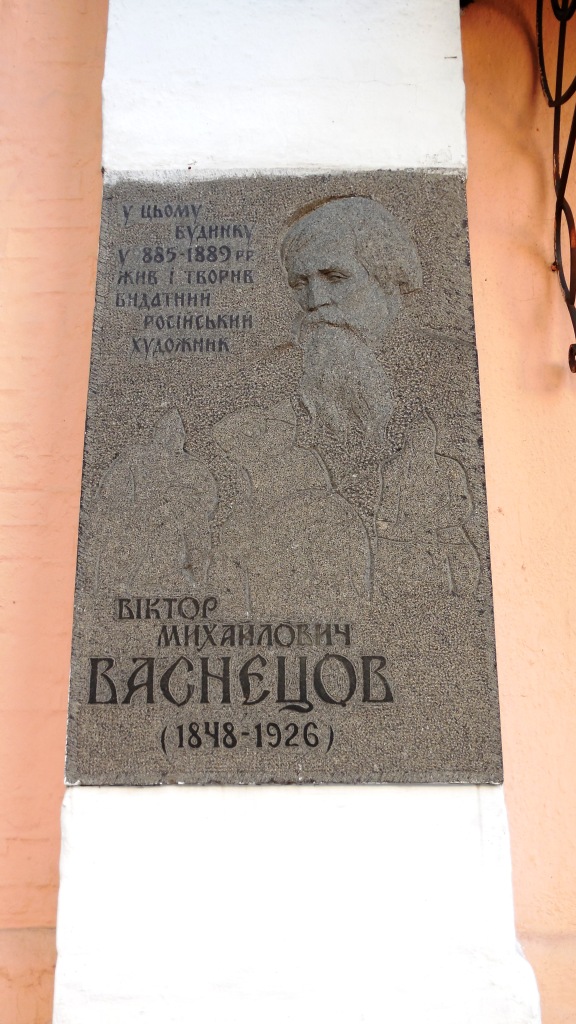 У ЦЬОМУ
БУДИНКУ
У 885-1889 РР.
ЖИВ І ТВОРИВ
ВИДАТНИЙ
РОСІЙСЬКИЙ
ХУДОЖНИК
ВІКТОР
МИХАЙЛОВИЧ
ВАСНЕЦОВ
(1848-1926)